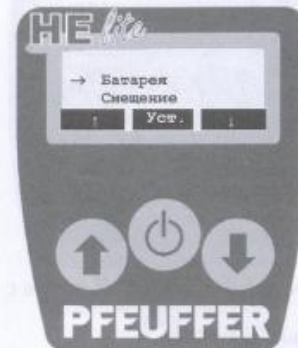 HE lite
→ Батарея
Смещение
↑ Уст. ↓
PFEUFFER